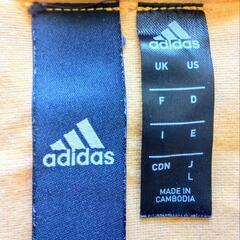 adidas
adidas
UK US
F D
I E
CDN J
L
MADE IN
CAMBODIA